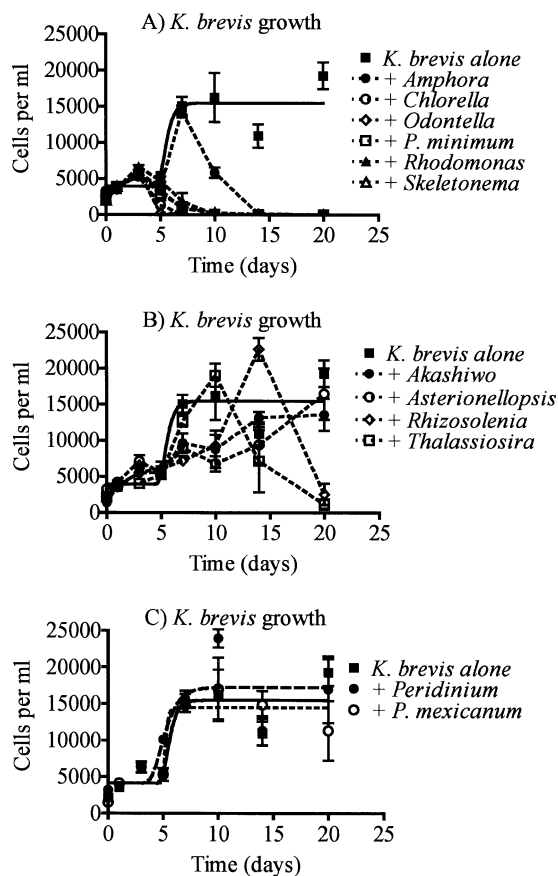 A) K. brevis growth
Cells per ml
25000
20000
15000
10000
5000
0
0 5 10 15 20 25
Time (days)
K. brevis alone
+ Amphora
+ Chlorella
+ Odontella
+ P. minimum
+ Rhodomonas
+ Skeletonema
B) K. brevis growth
Cells per ml
25000
20000
15000
10000
5000
0
0 5 10 15 20 25
Time (days)
K. brevis alone
+ Akashiwo
+ Asterionellopsis
+ Rhizosolenia
+ Thalassiosira
C) K. brevis growth
Cells per ml
25000
20000
15000
10000
5000
0
0 5 10 15 20 25
Time (days)
K. brevis alone
+ Peridinium
+ P. mexicanum